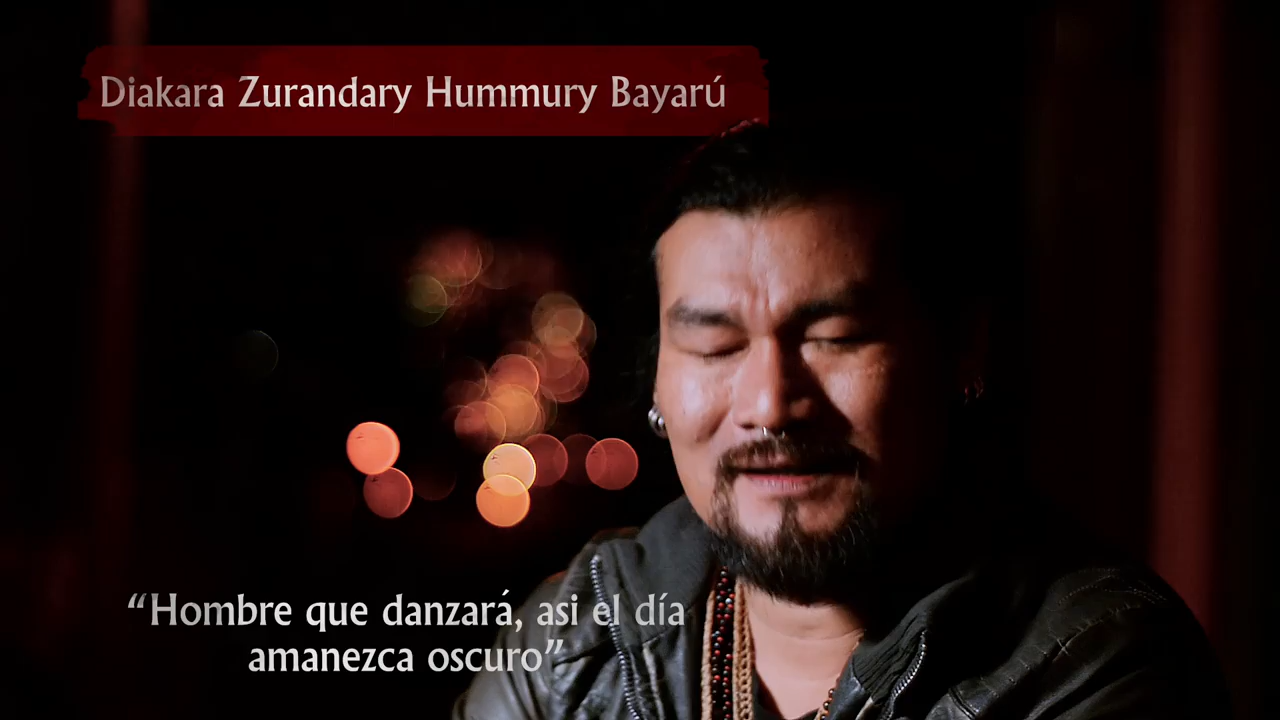 Diakara Zurandary Hummury Bayarú
“Hombre que danzará, asi el día
amanezca oscuro”